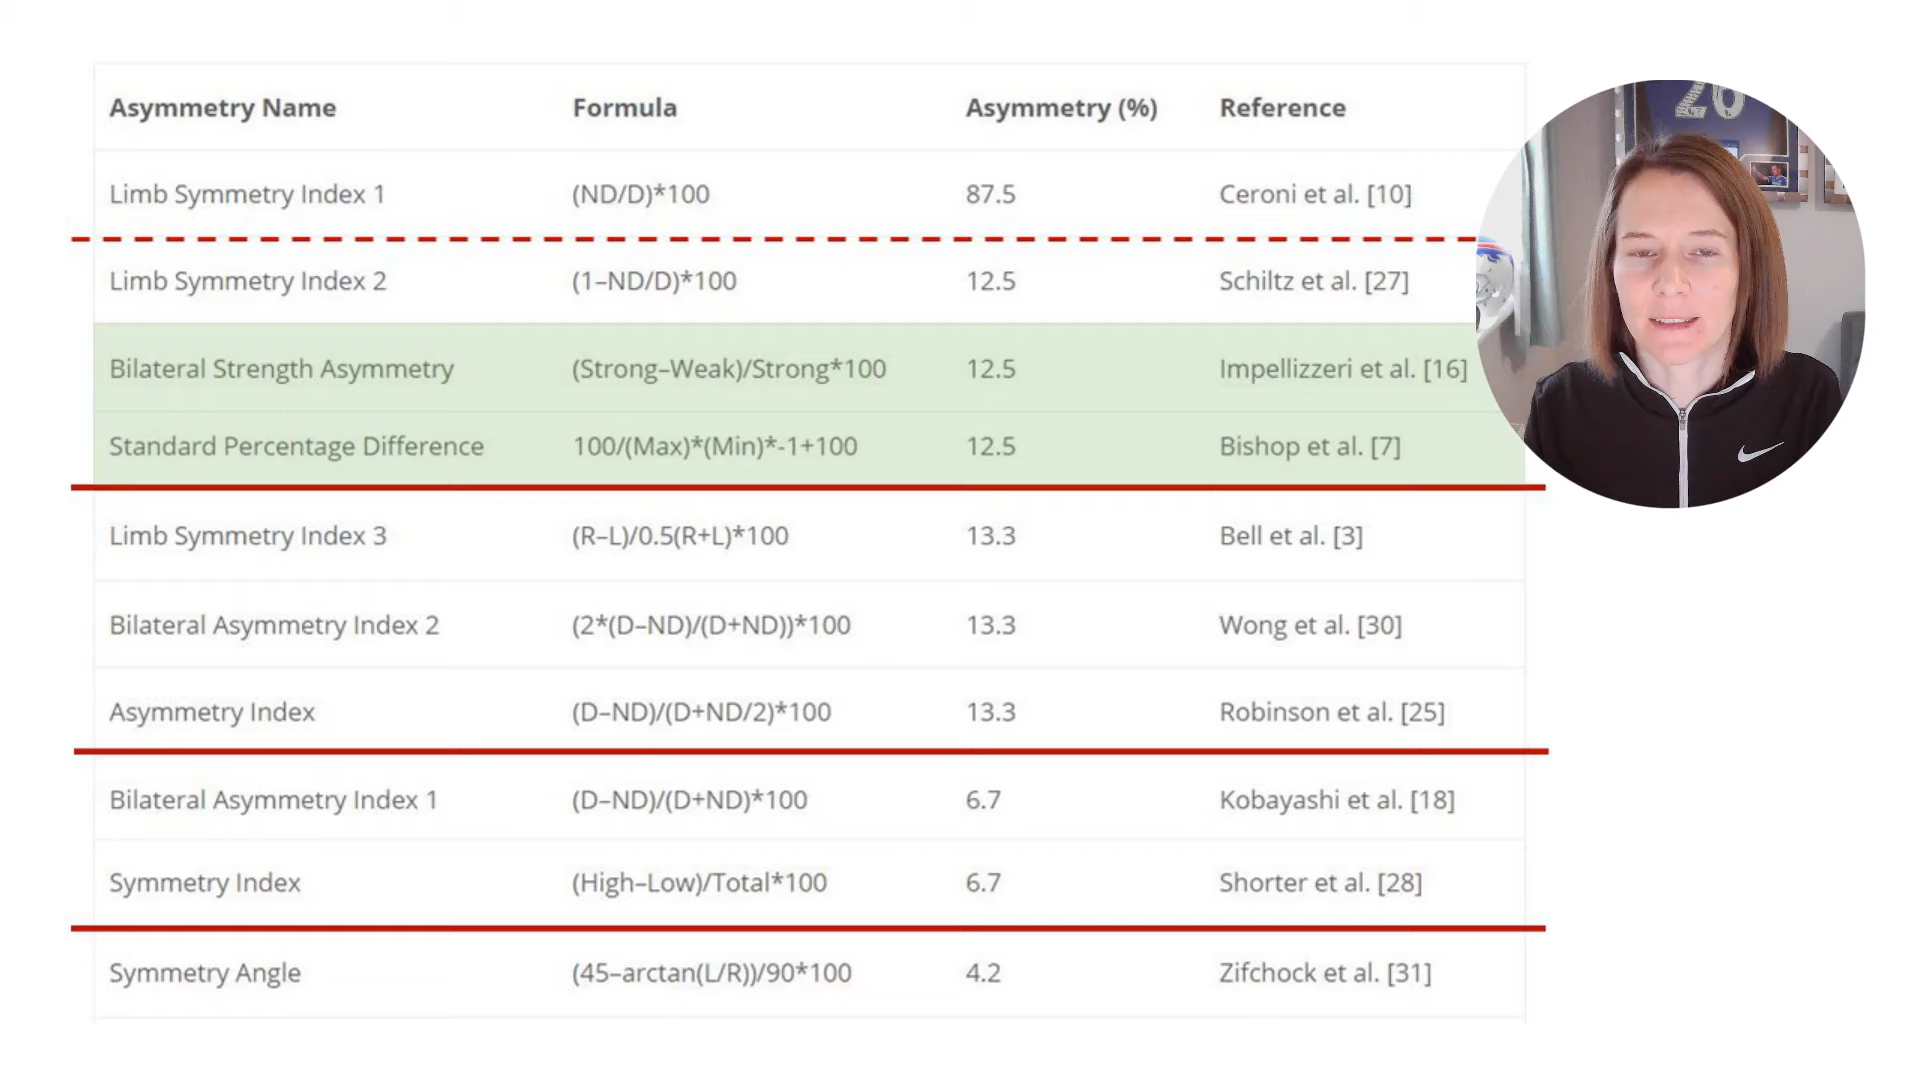 Asymmetry Name Formula Asymmetry (%) Reference
Limb Symmetry Index 1 (ND/D)*100 87.5 Ceroni et al. [10]
Limb Symmetry Index 2 (1–ND/D)*100 12.5 Schiltz et al. [27]
Bilateral Strength Asymmetry (Strong–Weak)/Strong*100 12.5 Impellizzeri et al. [16]
Standard Percentage Difference 100/(Max)*(Min)*-1+100 12.5 Bishop et al. [7]
Limb Symmetry Index 3 (R–L)/0.5(R+L)*100 13.3 Bell et al. [3]
Bilateral Asymmetry Index 2 (2*(D–ND)/(D+ND))*100 13.3 Wong et al. [30]
Asymmetry Index (D–ND)/(D+ND/2)*100 13.3 Robinson et al. [25]
Bilateral Asymmetry Index 1 (D–ND)/(D+ND)*100 6.7 Kobayashi et al. [18]
Symmetry Index (High–Low)/Total*100 6.7 Shorter et al. [28]
Symmetry Angle (45–arctan(L/R))/90*100 4.2 Zifchock et al. [31]
26